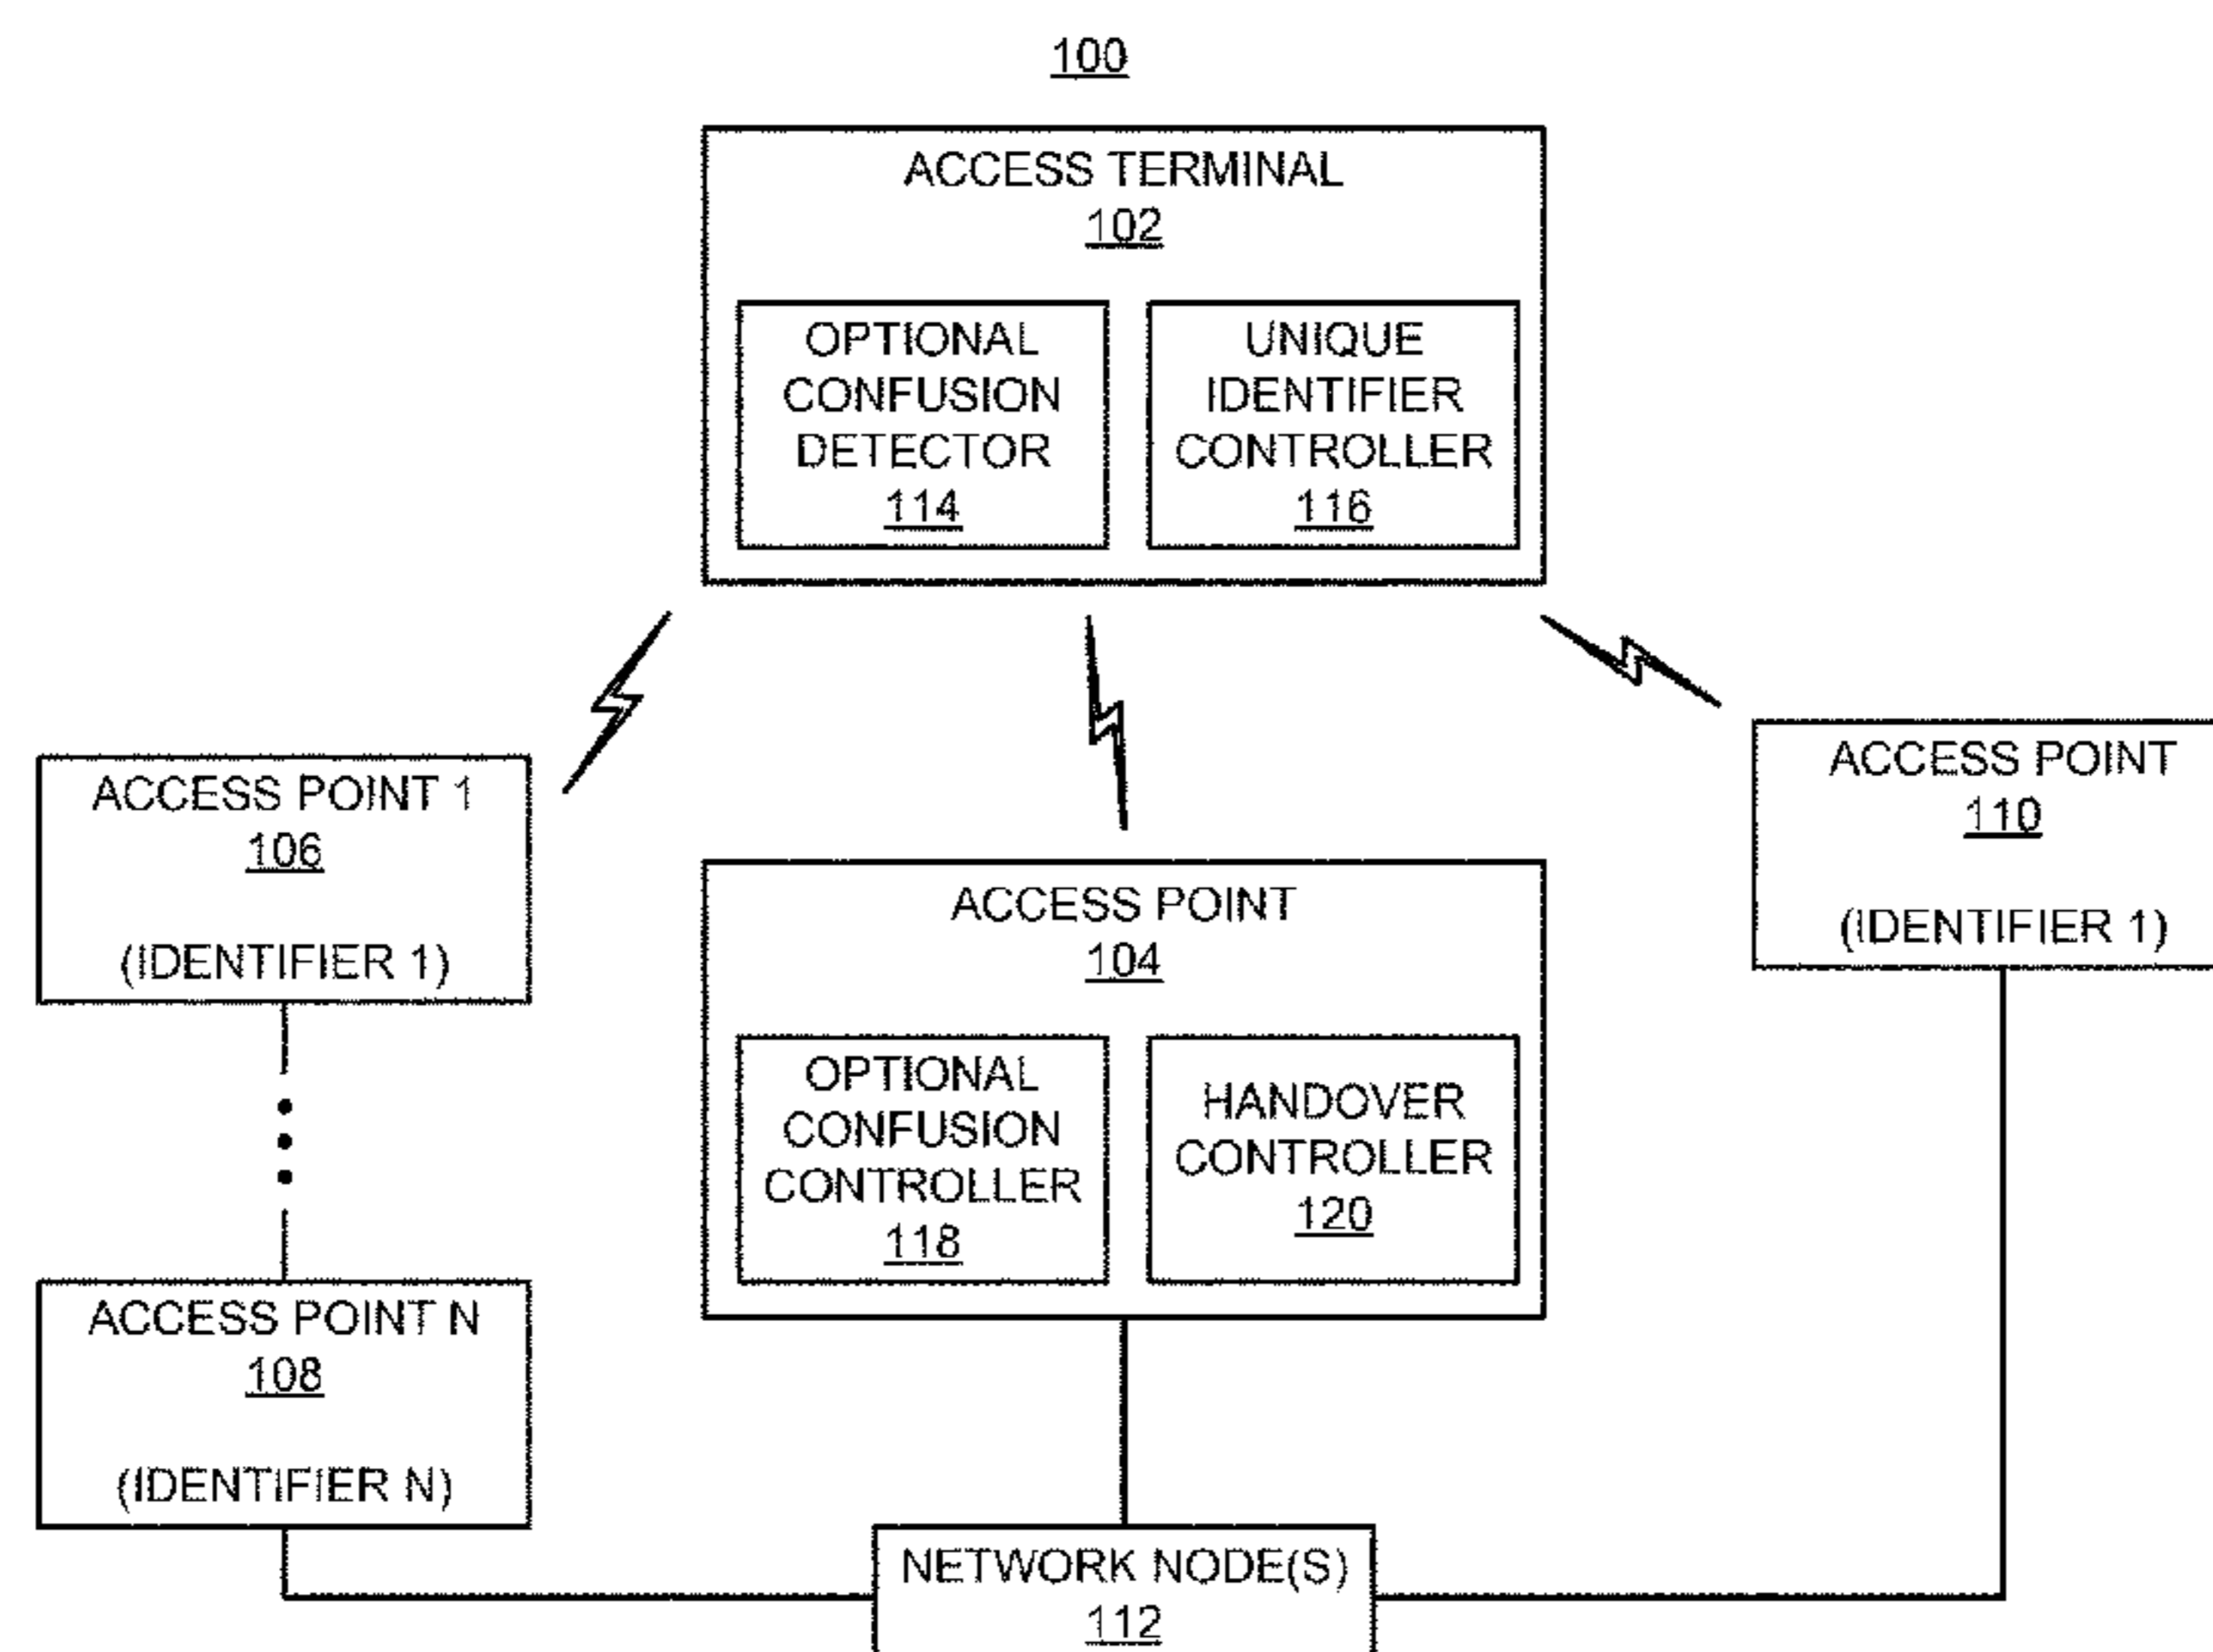 100
ACCESS TERMINAL
102
OPTIONAL
CONFUSION
DETECTOR
114
UNIQUE
IDENTIFIER
CONTROLLER
116
ACCESS POINT 1
106
(IDENTIFIER 1)
ACCESS POINT
110
(IDENTIFIER 1)
ACCESS POINT
104
OPTIONAL
CONFUSION
CONTROLLER
118
HANDOVER
CONTROLLER
120
ACCESS POINT N
108
(IDENTIFIER N)
NETWORK NODE(S)
112